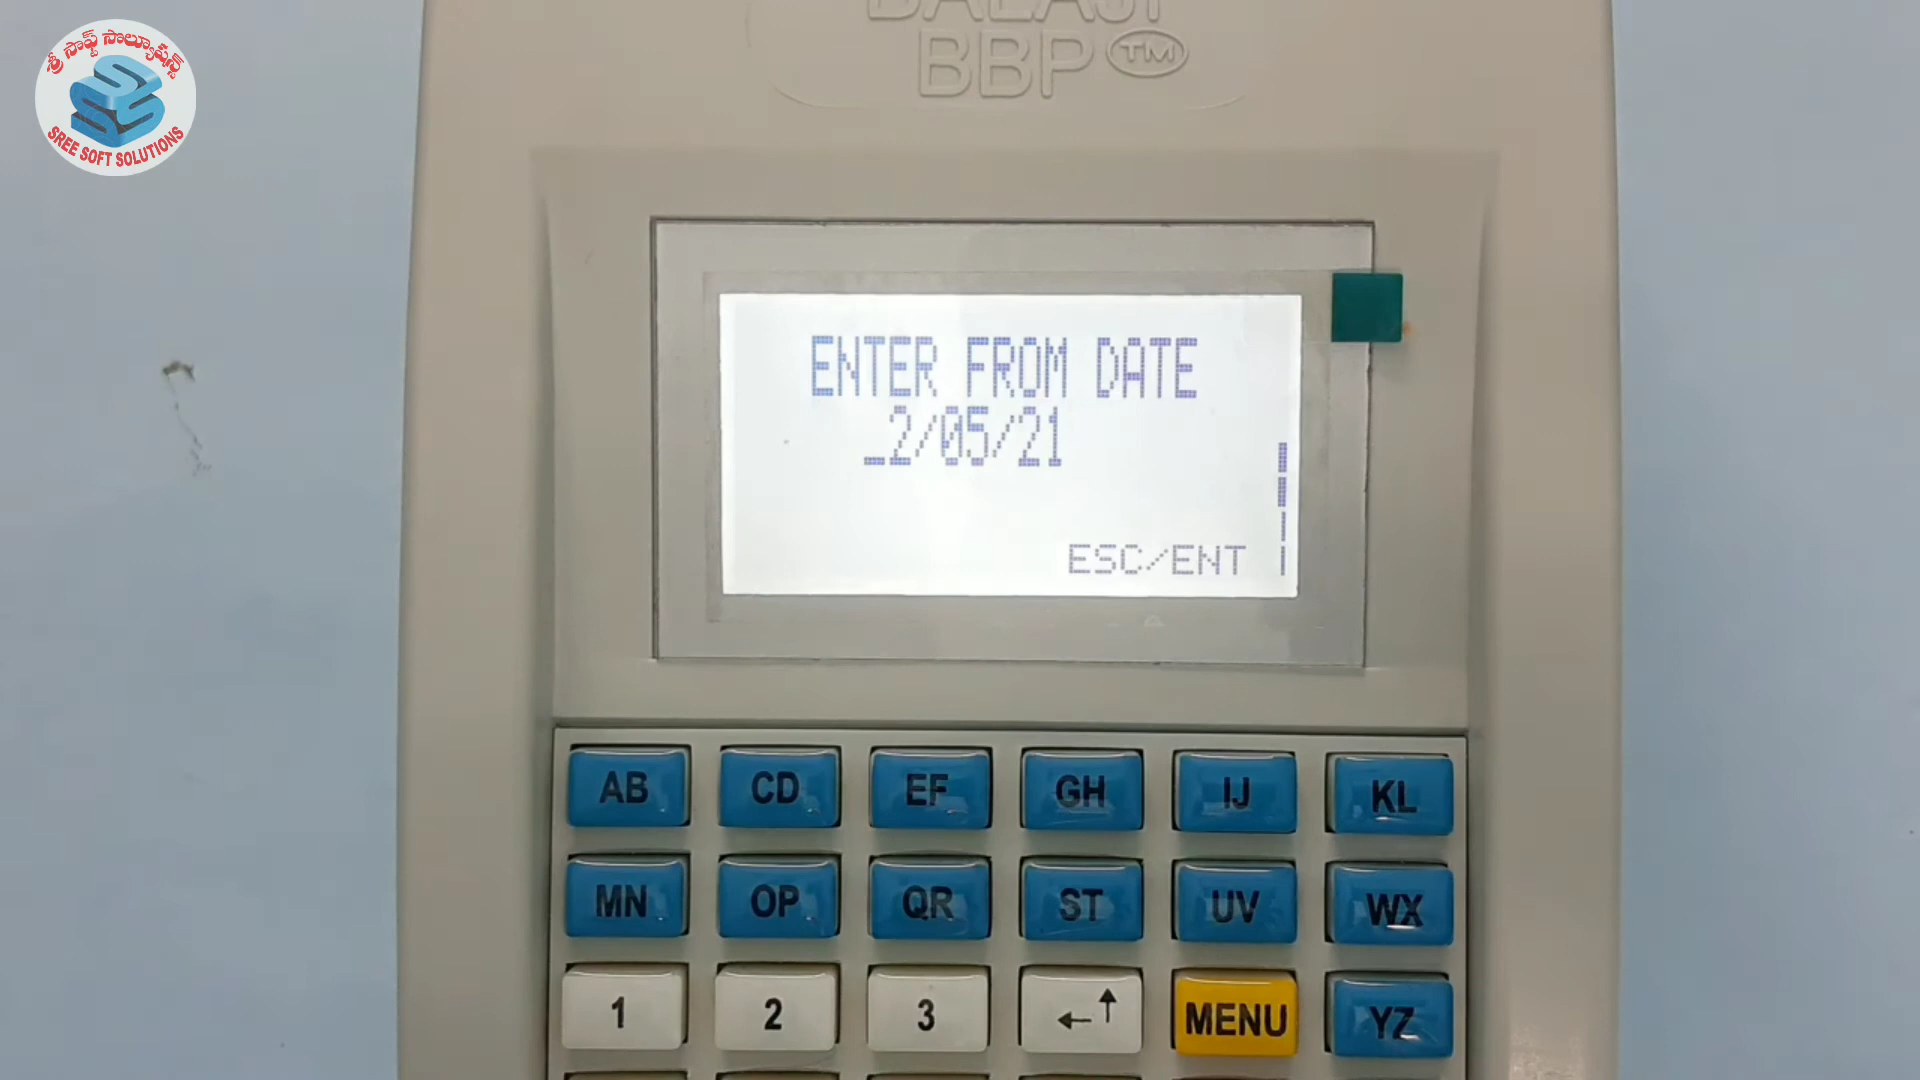 శ్రీ సాఫ్ట్ సొల్యూషన్స్
SREE SOFT SOLUTIONS
BALAJI
BBP TM
ENTER FROM DATE
_2/05/21
ESC/ENT
AB CD EF GH IJ KL
MN OP QR ST UV WX
1 2 3 ←↑ MENU YZ